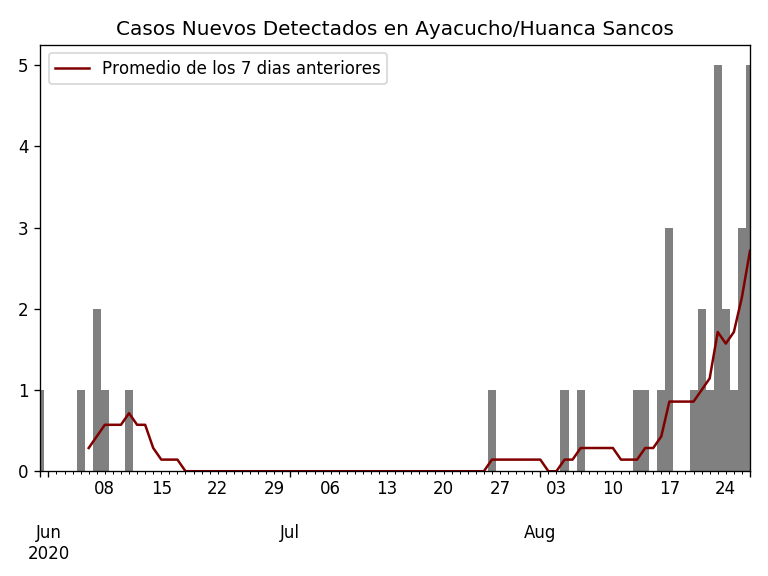 Casos Nuevos Detectados en Ayacucho/Huanca Sancos
Promedio de los 7 dias anteriores
5
4
3
2
1
0
08 15 22 29 06 13 20 27 03 10 17 24
Jun Jul Aug
2020